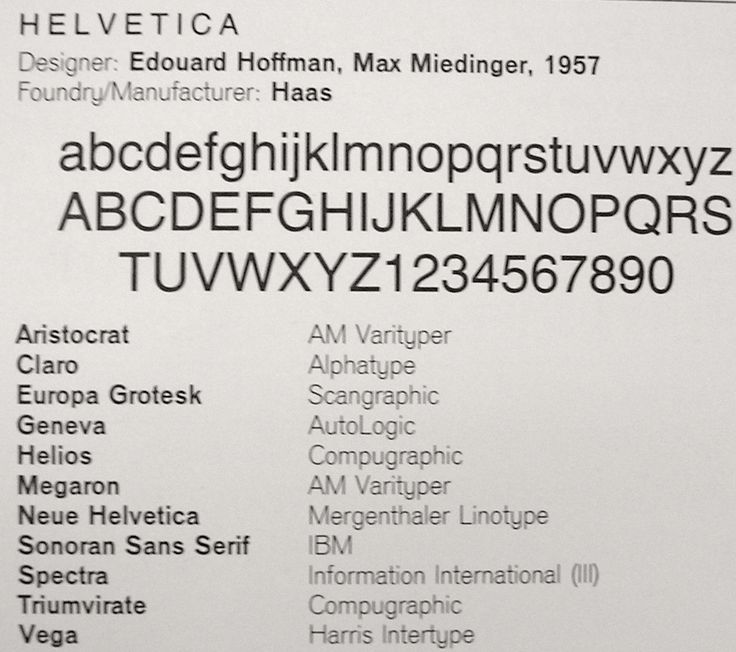 HELVETICA
Designer: Edouard Hoffman, Max Miedinger, 1957
Foundry/Manufacturer: Haas
abcdefghijklmnopqrstuvwxyz
ABCDEFGHIJKLMNOPQRS
TUVWXYZ1234567890
Aristocrat AM Varityper
Claro Alphatype
Europa Grotesk Scangraphic
Geneva AutoLogic
Helios Compugraphic
Megaron AM Varityper
Neue Helvetica Mergenthaler Linotype
Sonoran Sans Serif IBM
Spectra Information International (III)
Triumvirate Compugraphic
Vega Harris Intertype